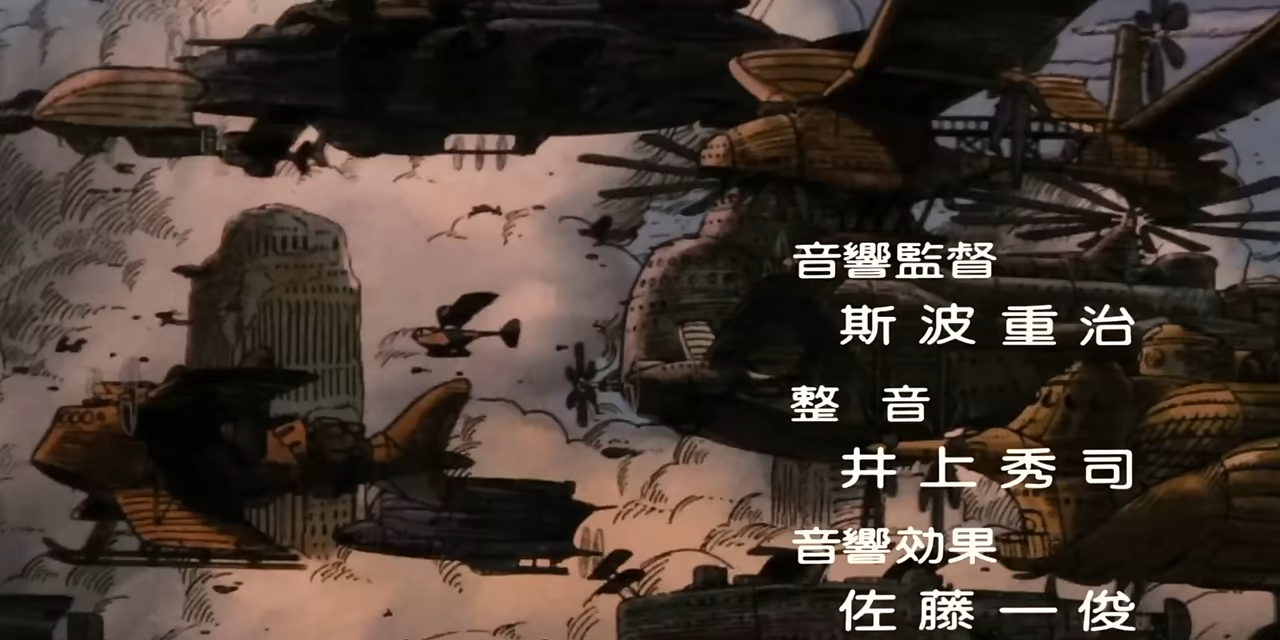 音響監督
斯波重治
整音
井上秀司
音響効果
佐藤一俊